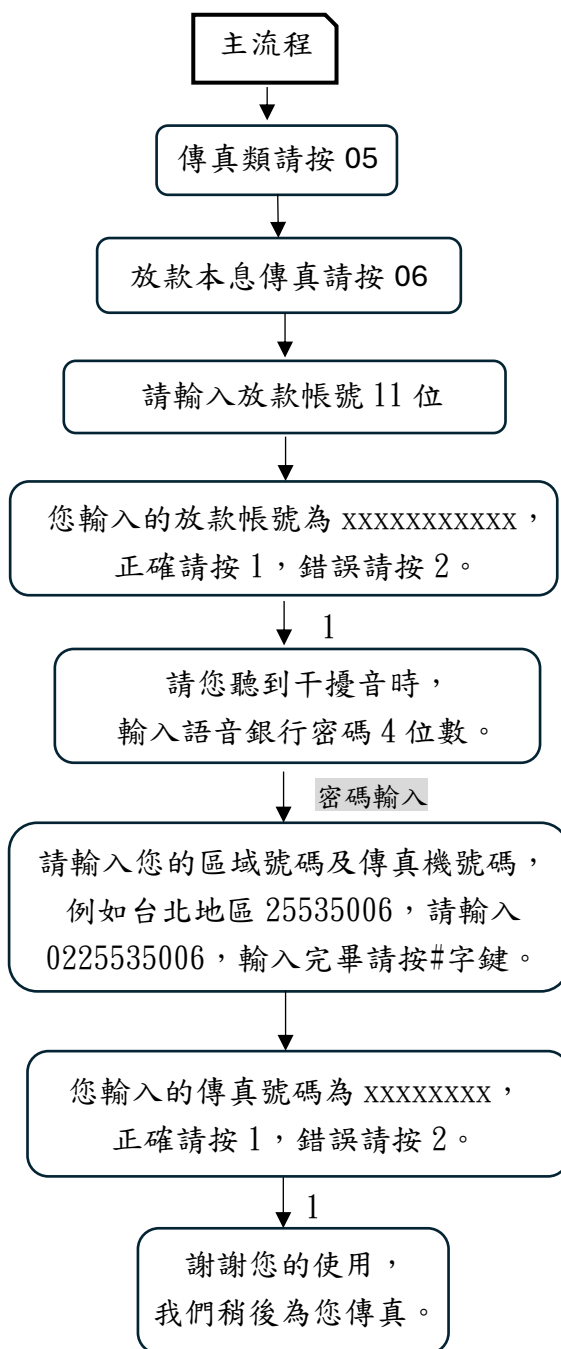 主流程
傳真類請按 05
放款本息傳真請按 06
請輸入放款帳號 11 位
您輸入的放款帳號為 xxxxxxxxxxx，
正確請按 1，錯誤請按 2。
1
請您聽到干擾音時，
輸入語音銀行密碼 4 位數。
密碼輸入
請輸入您的區域號碼及傳真機號碼，
例如台北地區 25535006，請輸入
0225535006，輸入完畢請按#字鍵。
您輸入的傳真號碼為 xxxxxxxx，
正確請按 1，錯誤請按 2。
1
謝謝您的使用，
我們稍後為您傳真。